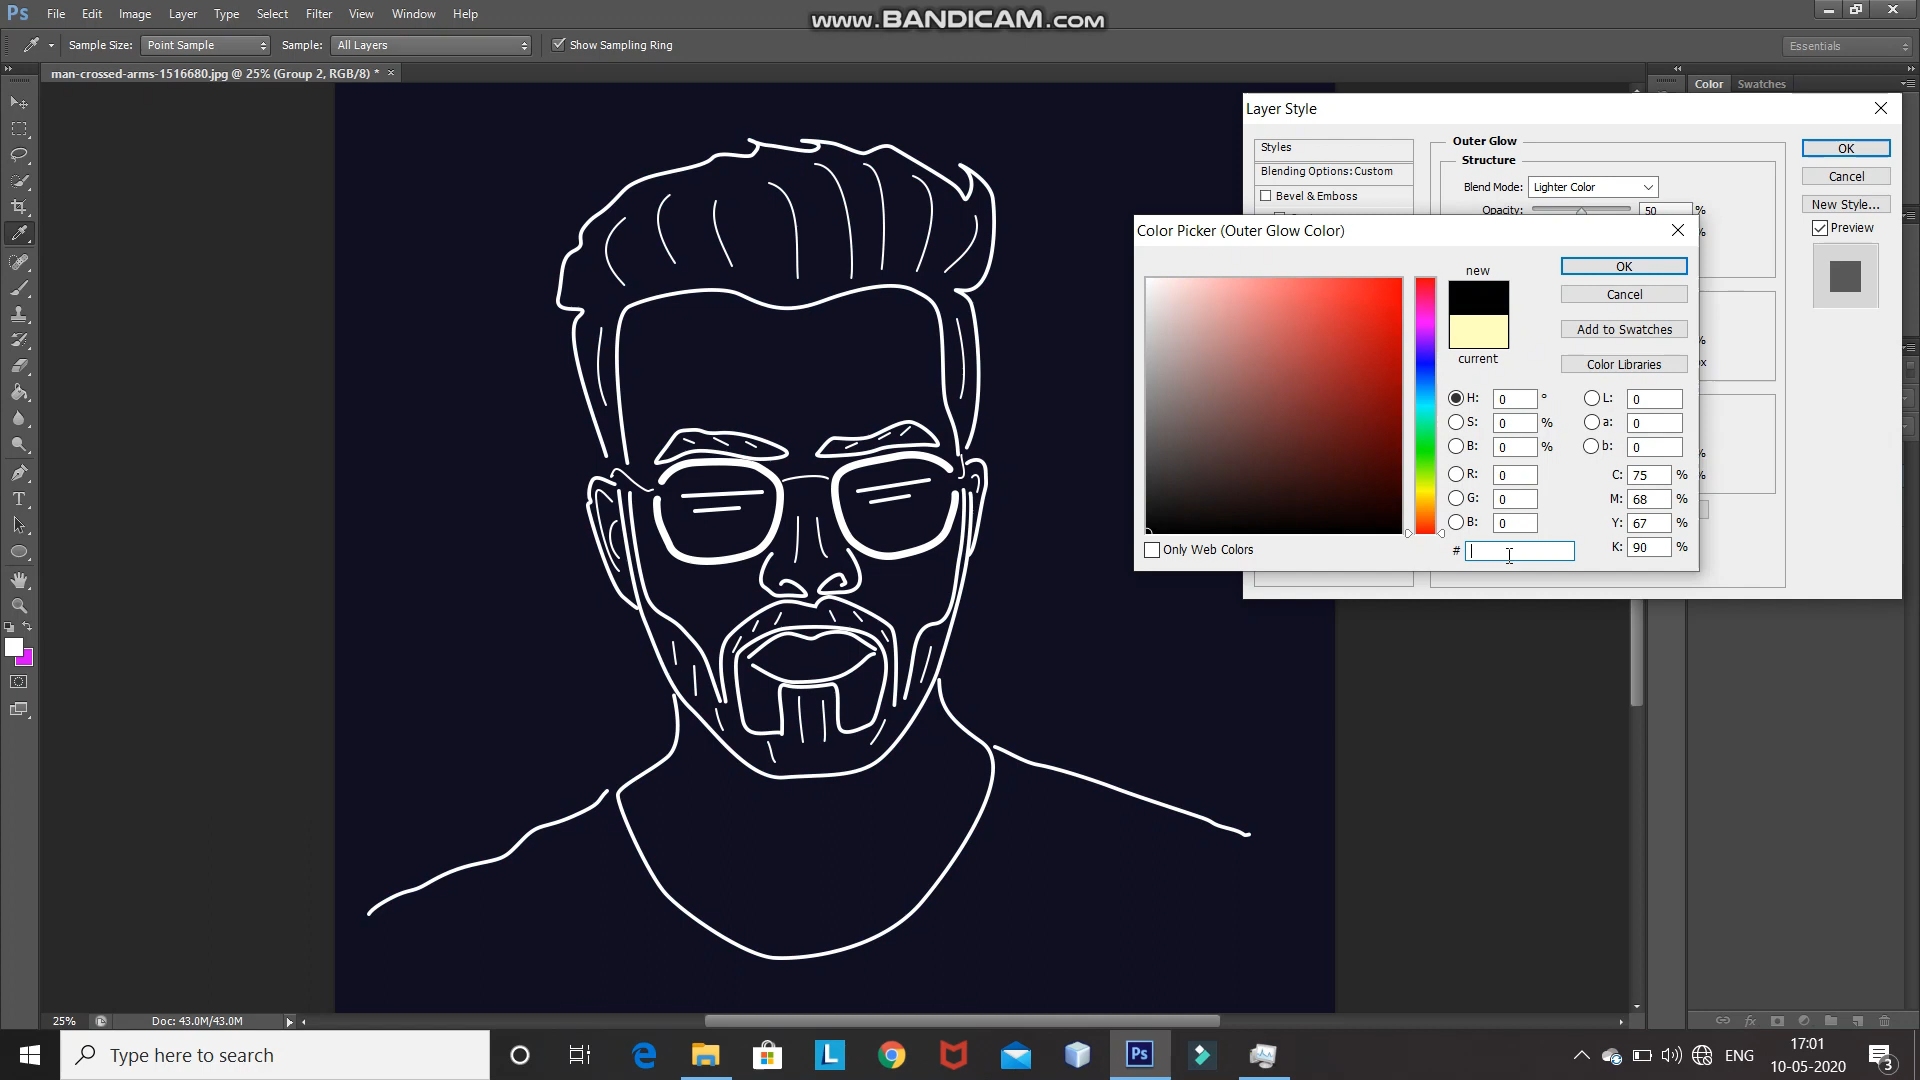 Ps File Edit Image Layer Type Select Filter View Window Help
www.BANDICAM.com
Sample Size: Point Sample Sample: All Layers Show Sampling Ring Essentials
man-crossed-arms-1516680.jpg @ 25% (Group 2, RGB/8) * ×
Color Swatches
Layer Style
Styles
Blending Options: Custom
Bevel & Emboss
Outer Glow
Structure
Blend Mode: Lighter Color
Opacity: 50 %
OK
Cancel
New Style...
Preview
Color Picker (Outer Glow Color)
new
current
OK
Cancel
Add to Swatches
Color Libraries
H: 0 ° L: 0
S: 0 % a: 0
B: 0 % b: 0
R: 0 C: 75 %
G: 0 M: 68 %
B: 0 Y: 67 %
# K: 90 %
Only Web Colors
%
%
px
%
%
T
25% Doc: 43.0M/43.0M
fx
Type here to search
L
Ps
ENG
17:01
10-05-2020
3